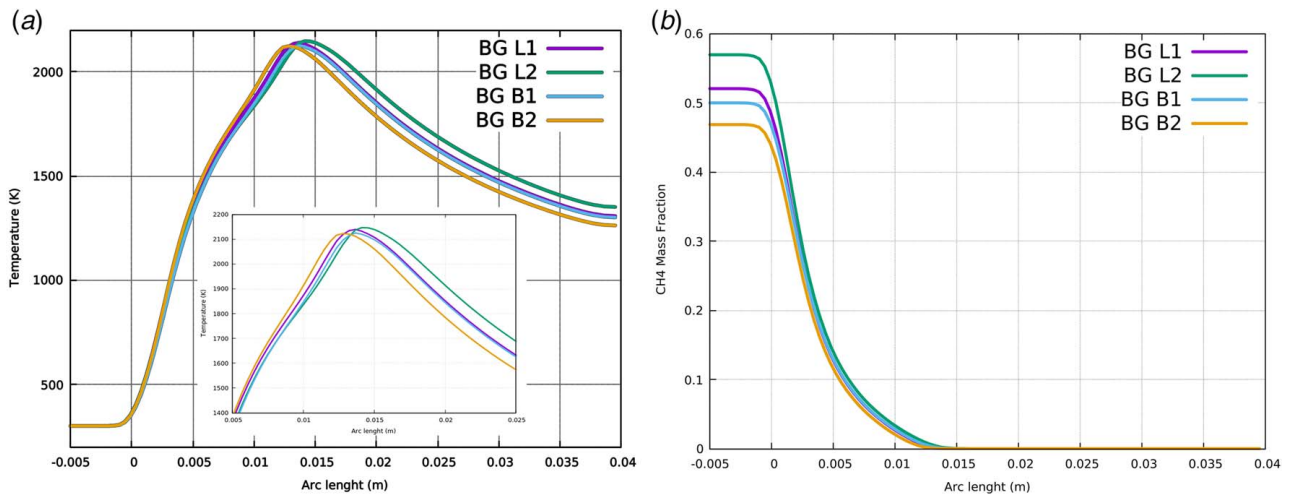 (a)
BG L1
BG L2
BG B1
BG B2
2000
1500
1000
500
Temperature (K)
-0.005 0 0.005 0.01 0.015 0.02 0.025 0.03 0.035 0.04
Arc lenght (m)
2200
2100
2000
1900
1800
1700
1600
1500
1400
Temperature (K)
0.005 0.01 0.015 0.02 0.025
Arc lenght (m)
(b)
BG L1
BG L2
BG B1
BG B2
0.6
0.5
0.4
0.3
0.2
0.1
0
CH4 Mass Fraction
-0.005 0 0.005 0.01 0.015 0.02 0.025 0.03 0.035 0.04
Arc lenght (m)